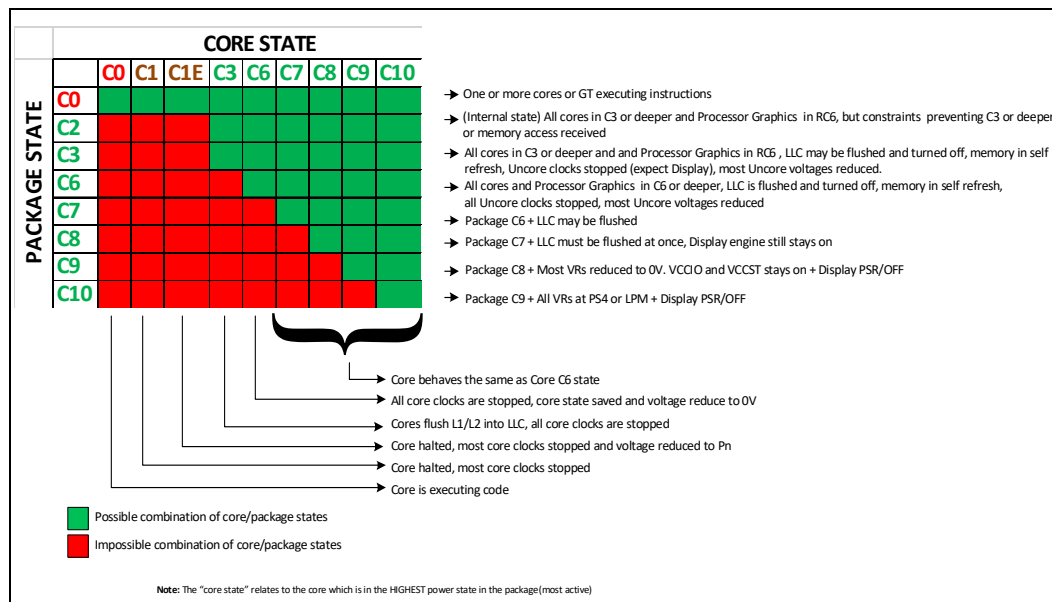 CORE STATE
PACKAGE STATE
C0 C1 C1E C3 C6 C7 C8 C9 C10
C0
C2
C3
C6
C7
C8
C9
C10
One or more cores or GT executing instructions
(Internal state) All cores in C3 or deeper and Processor Graphics in RC6, but constraints preventing C3 or deeper
or memory access received
All cores in C3 or deeper and and Processor Graphics in RC6 , LLC may be flushed and turned off, memory in self
refresh, Uncore clocks stopped (expect Display), most Uncore voltages reduced.
All cores and Processor Graphics in C6 or deeper, LLC is flushed and turned off, memory in self refresh,
all Uncore clocks stopped, most Uncore voltages reduced
Package C6 + LLC may be flushed
Package C7 + LLC must be flushed at once, Display engine still stays on
Package C8 + Most VRs reduced to 0V. VCCIO and VCCST stays on + Display PSR/OFF
Package C9 + All VRs at PS4 or LPM + Display PSR/OFF
Core behaves the same as Core C6 state
All core clocks are stopped, core state saved and voltage reduce to 0V
Cores flush L1/L2 into LLC, all core clocks are stopped
Core halted, most core clocks stopped and voltage reduced to Pn
Core halted, most core clocks stopped
Core is executing code
Possible combination of core/package states
Impossible combination of core/package states
Note: The "core state" relates to the core which is in the HIGHEST power state in the package(most active)